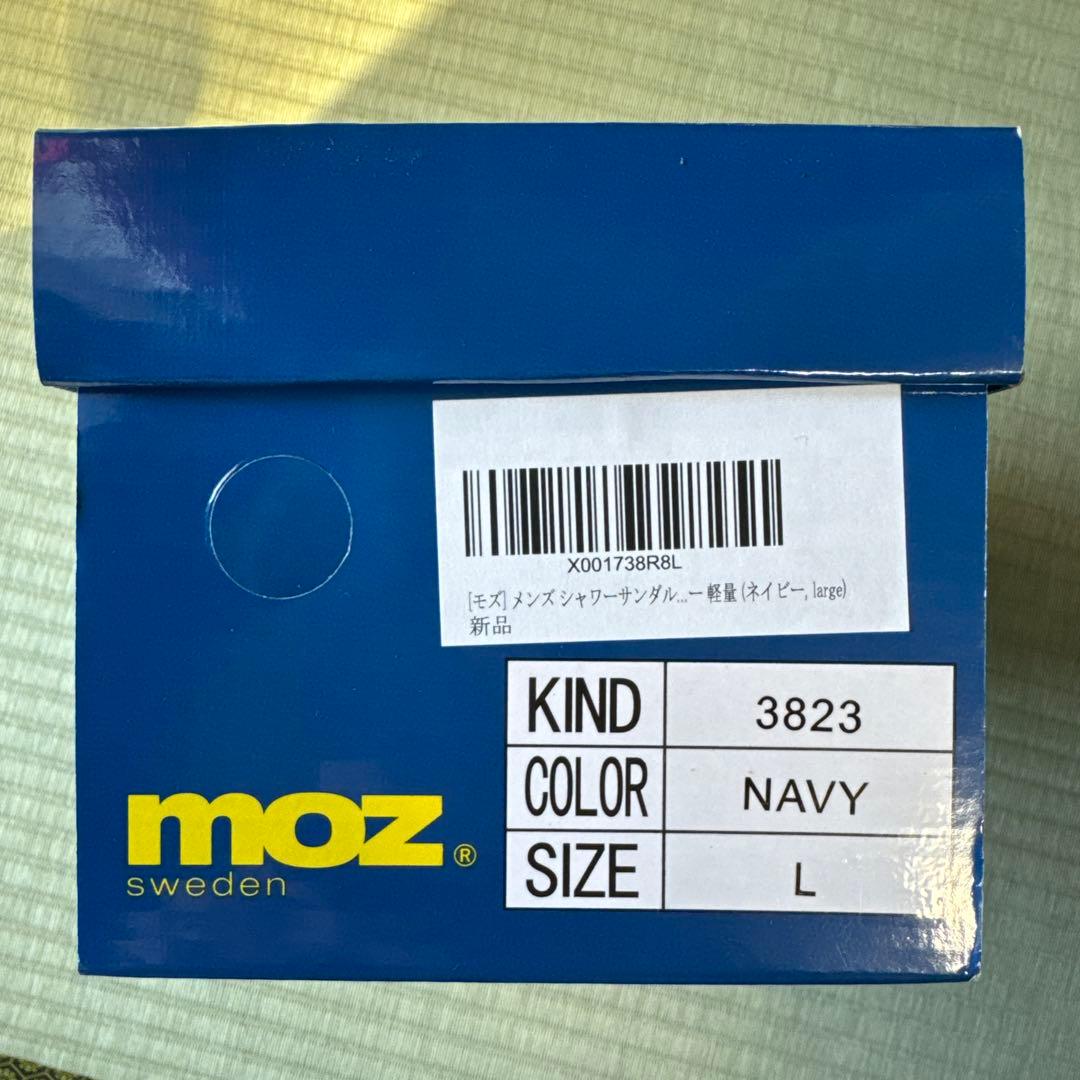 X001738R8L
[モズ] メンズ シャワーサンダル...ー 軽量 (ネイビー, large)
新品
KIND 3823
COLOR NAVY
SIZE L
moz®
sweden